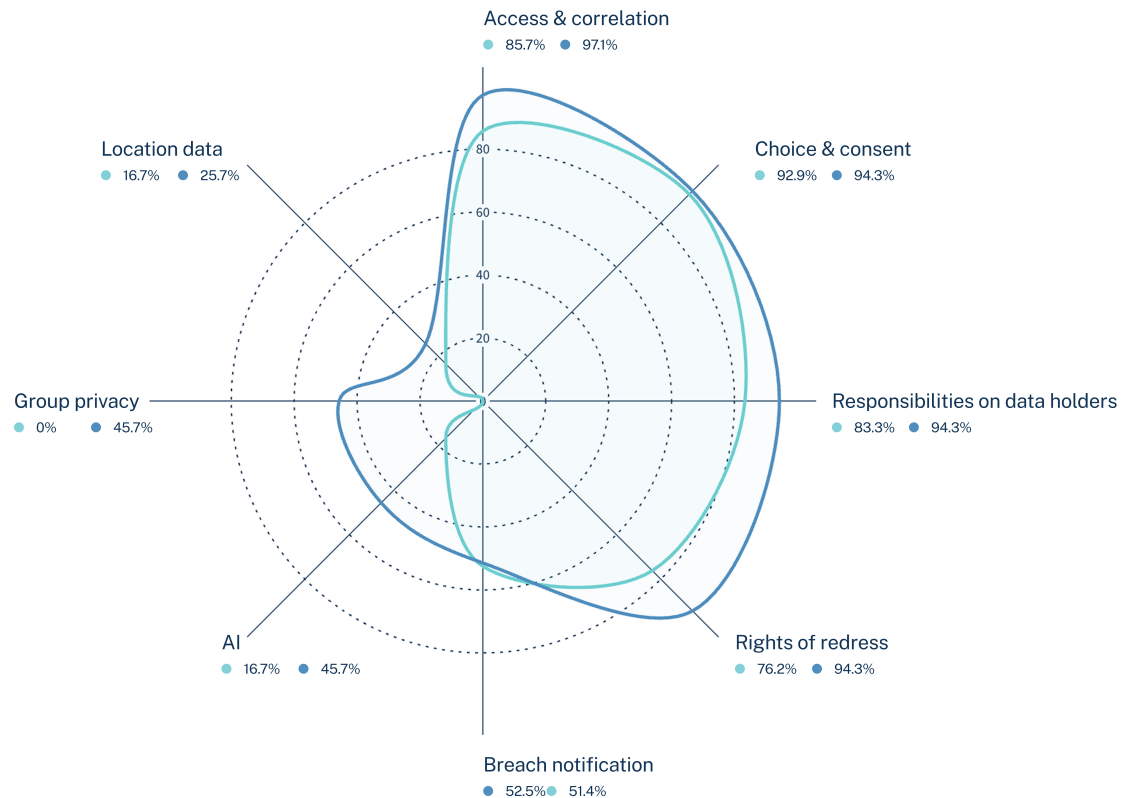 Access & correlation
85.7% 97.1%
Location data
16.7% 25.7%
Choice & consent
92.9% 94.3%
80
60
40
20
0
Group privacy
0% 45.7%
Responsibilities on data holders
83.3% 94.3%
AI
16.7% 45.7%
Rights of redress
76.2% 94.3%
Breach notification
52.5% 51.4%